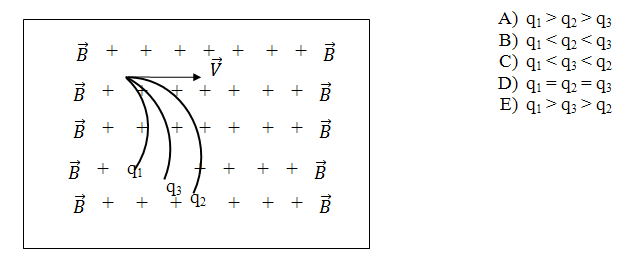 B⃗ + + + + + + + B⃗
V⃗
B⃗ + + + + + + + B⃗
B⃗ + + + + + + + B⃗
B⃗ + q₁ + + + + B⃗
q₃
B⃗ + + + q₂ + + + B⃗
A) q₁ > q₂ > q₃
B) q₁ < q₂ < q₃
C) q₁ < q₃ < q₂
D) q₁ = q₂ = q₃
E) q₁ > q₃ > q₂